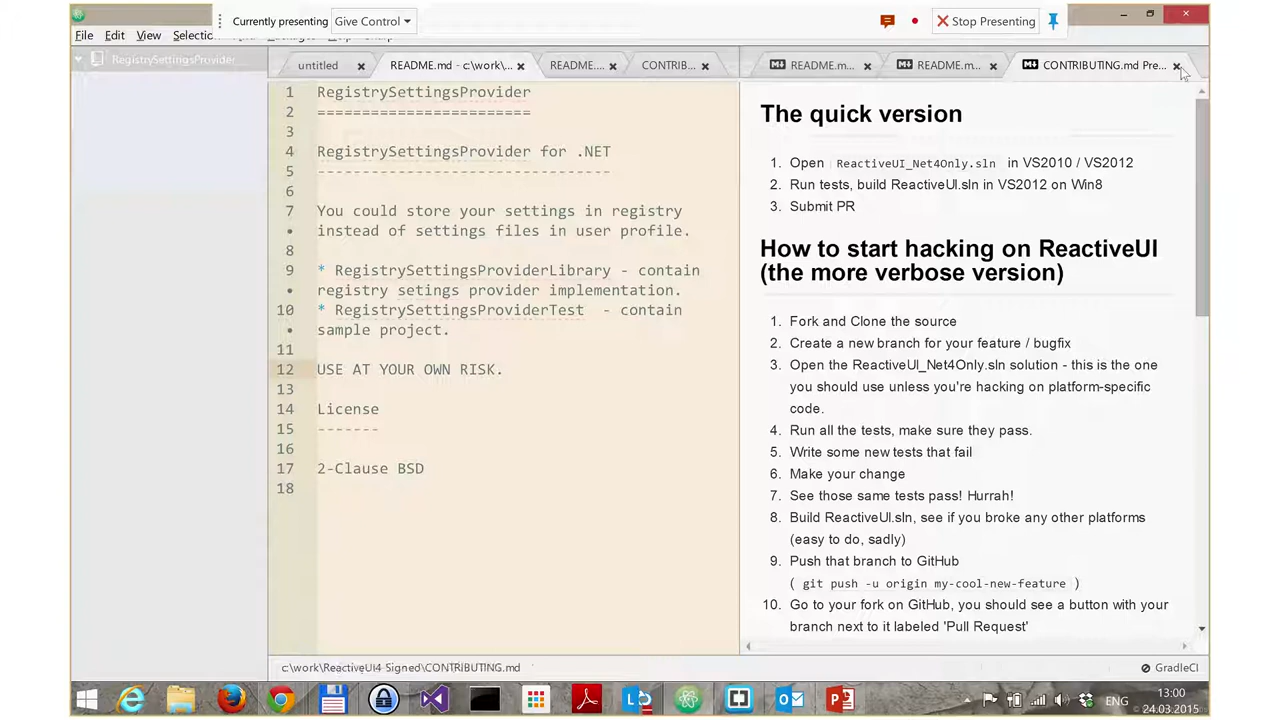 Currently presenting Give Control Stop Presenting
File Edit View Selectio
RegistrySettingsProvider
untitled README.md - c:\work\... README.... CONTRIB... README.m... README.m... CONTRIBUTING.md Pre...
1 RegistrySettingsProvider
2 ========================
3
4 RegistrySettingsProvider for .NET
5 ---------------------------------
6
7 You could store your settings in registry
• instead of settings files in user profile.
8
9 * RegistrySettingsProviderLibrary - contain
• registry setings provider implementation.
10 * RegistrySettingsProviderTest  - contain
• sample project.
11
12 USE AT YOUR OWN RISK.
13
14 License
15 -------
16
17 2-Clause BSD
18
The quick version
1. Open ReactiveUI_Net4Only.sln in VS2010 / VS2012
2. Run tests, build ReactiveUI.sln in VS2012 on Win8
3. Submit PR
How to start hacking on ReactiveUI
(the more verbose version)
1. Fork and Clone the source
2. Create a new branch for your feature / bugfix
3. Open the ReactiveUI_Net4Only.sln solution - this is the one
you should use unless you're hacking on platform-specific
code.
4. Run all the tests, make sure they pass.
5. Write some new tests that fail
6. Make your change
7. See those same tests pass! Hurrah!
8. Build ReactiveUI.sln, see if you broke any other platforms
(easy to do, sadly)
9. Push that branch to GitHub
( git push -u origin my-cool-new-feature )
10. Go to your fork on GitHub, you should see a button with your
branch next to it labeled 'Pull Request'
c:\work\ReactiveUI4 Signed\CONTRIBUTING.md GradleCI
ENG 13:00
24.03.2015